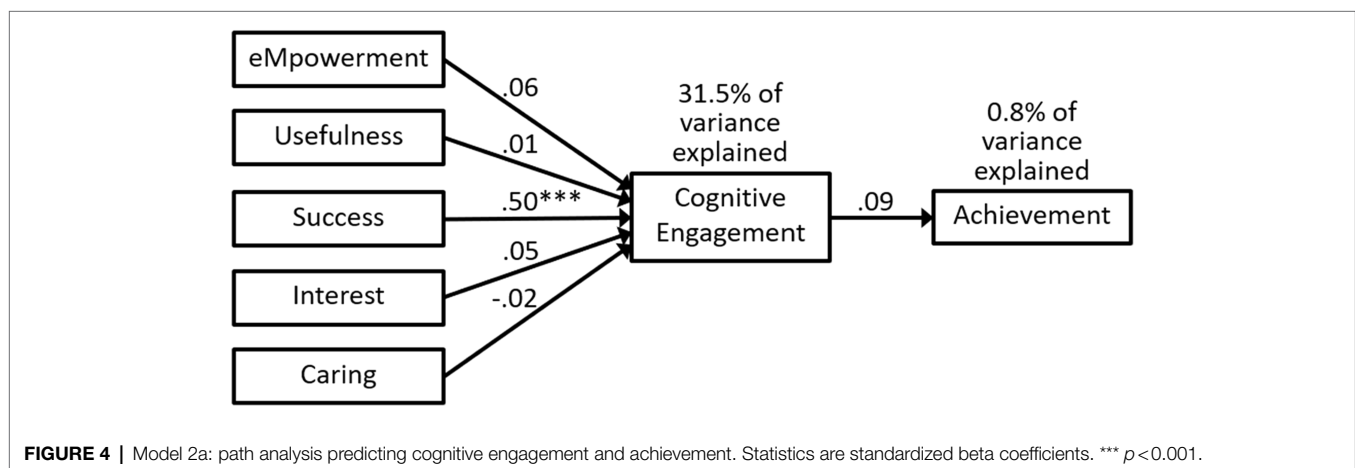 eMpowerment
.06
Usefulness
.01
Success
.50***
Interest
.05
-.02
Caring
31.5% of
variance
explained
Cognitive
Engagement
.09
0.8% of
variance
explained
Achievement
FIGURE 4 | Model 2a: path analysis predicting cognitive engagement and achievement. Statistics are standardized beta coefficients. *** p<0.001.